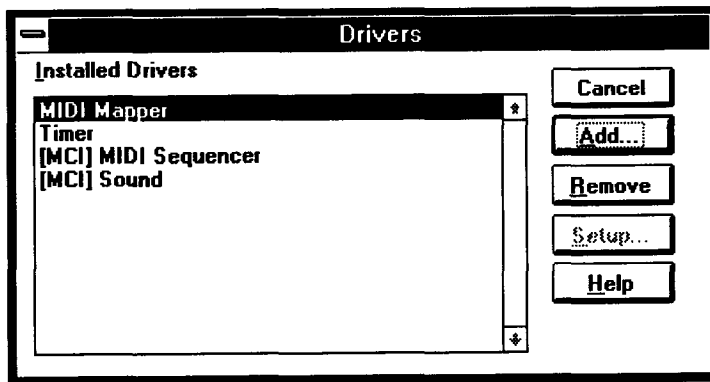 Drivers
Installed Drivers
MIDI Mapper
Timer
[MCI] MIDI Sequencer
[MCI] Sound
Cancel
Add...
Remove
Setup...
Help